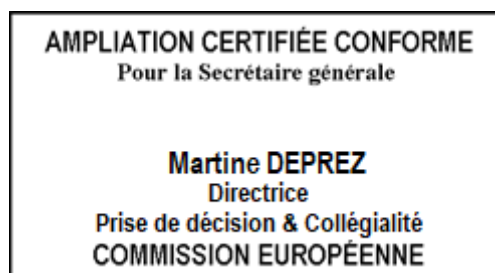 AMPLIATION CERTIFIÉE CONFORME
Pour la Secrétaire générale
Martine DEPREZ
Directrice
Prise de décision & Collégialité
COMMISSION EUROPÉENNE